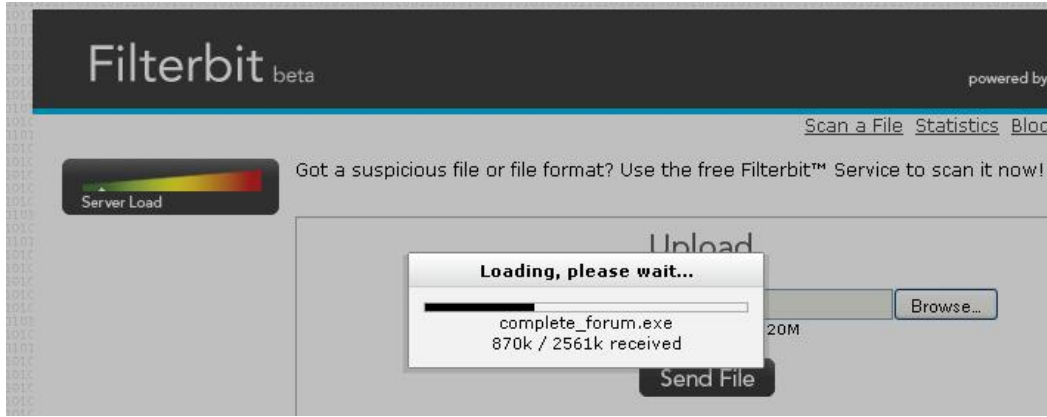 Filterbit beta
powered by
Scan a File Statistics
Server Load
Got a suspicious file or file format? Use the free Filterbit™ Service to scan it now!
Upload
Loading, please wait...
complete_forum.exe
870k / 2561k received
Browse...
20M
Send File